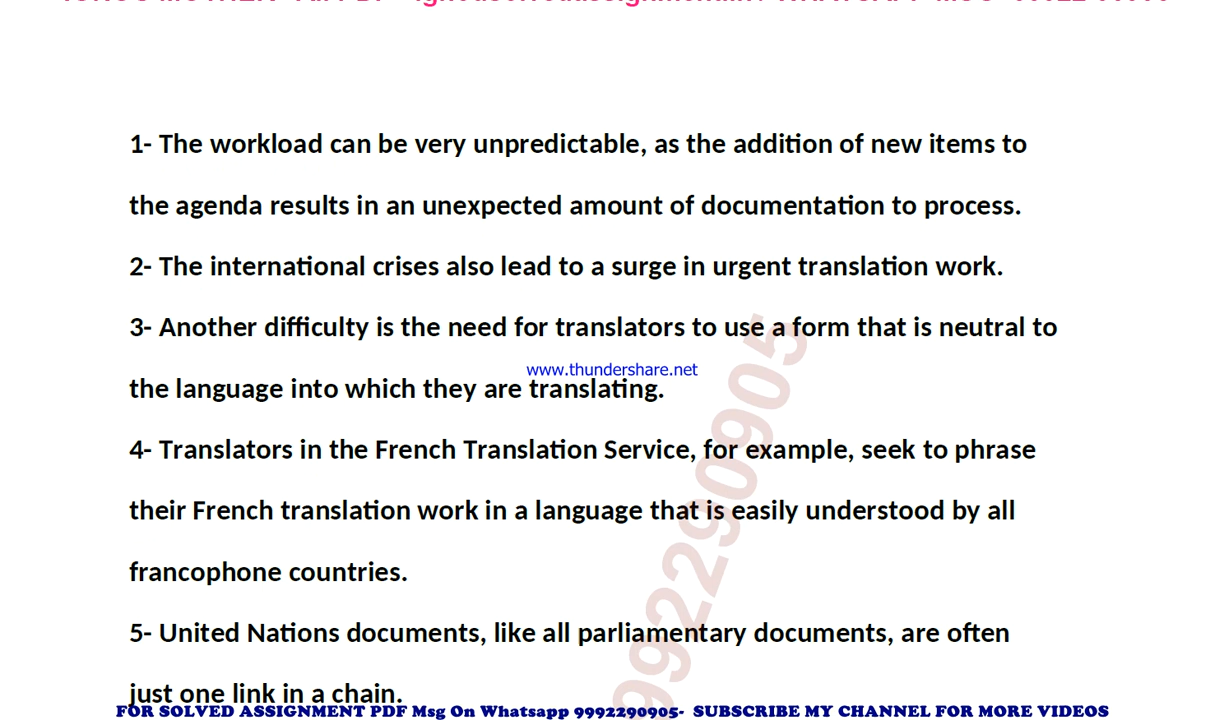 1- The workload can be very unpredictable, as the addition of new items to
the agenda results in an unexpected amount of documentation to process.
2- The international crises also lead to a surge in urgent translation work.
3- Another difficulty is the need for translators to use a form that is neutral to
www.thundershare.net
the language into which they are translating.
4- Translators in the French Translation Service, for example, seek to phrase
their French translation work in a language that is easily understood by all
francophone countries.
5- United Nations documents, like all parliamentary documents, are often
just one link in a chain.
9992290905
FOR SOLVED ASSIGNMENT PDF Msg On Whatsapp 9992290905- SUBSCRIBE MY CHANNEL FOR MORE VIDEOS